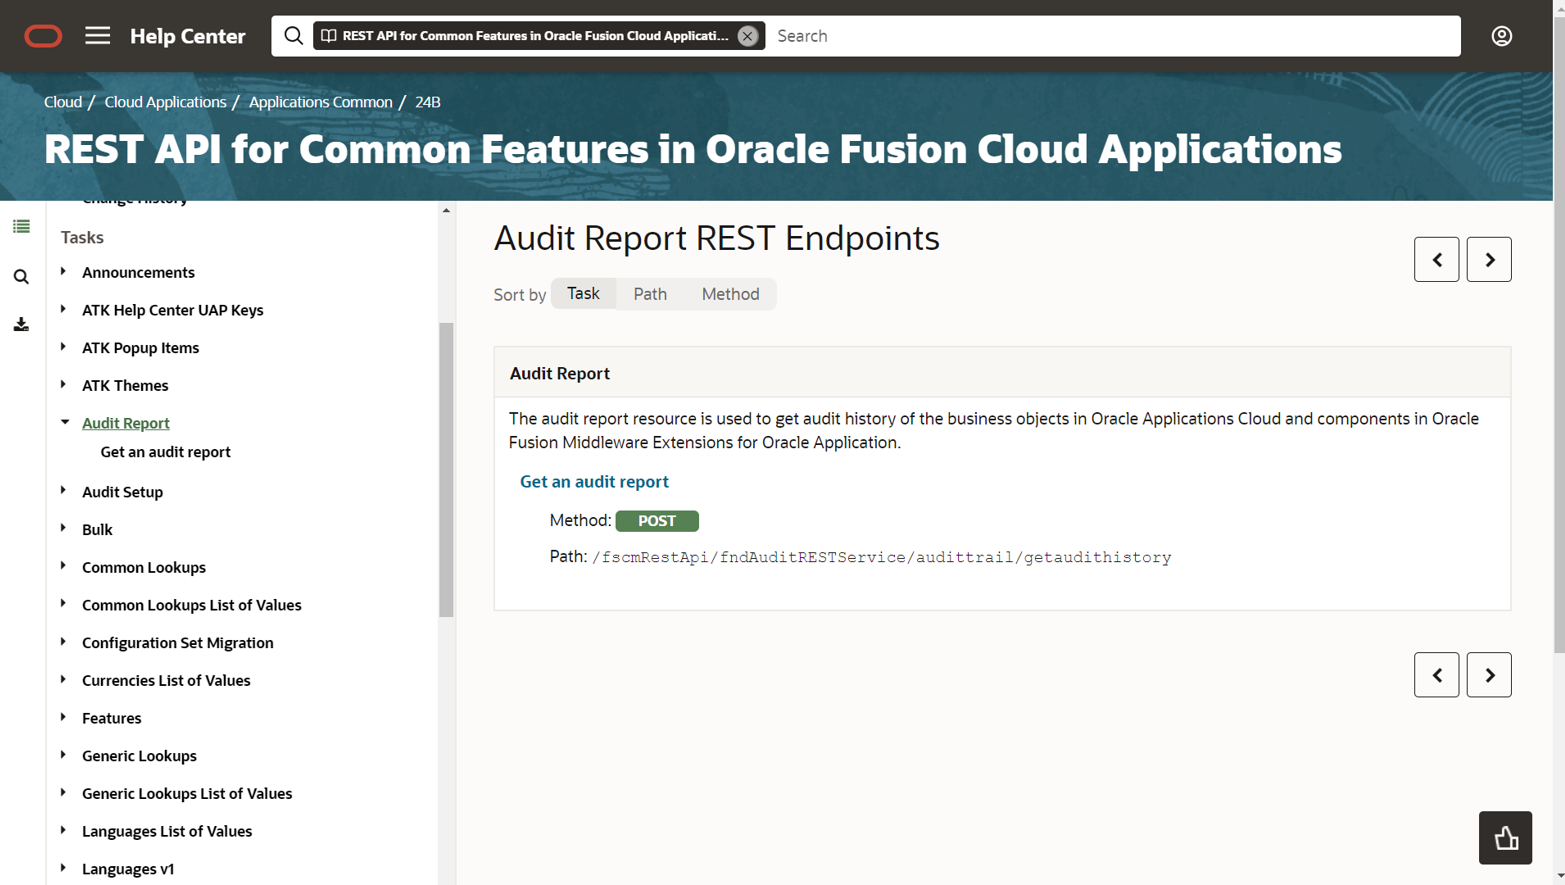 Help Center
REST API for Common Features in Oracle Fusion Cloud Applicati...
Search
Cloud / Cloud Applications / Applications Common / 24B
REST API for Common Features in Oracle Fusion Cloud Applications
Change History
Tasks
Announcements
ATK Help Center UAP Keys
ATK Popup Items
ATK Themes
Audit Report
Get an audit report
Audit Setup
Bulk
Common Lookups
Common Lookups List of Values
Configuration Set Migration
Currencies List of Values
Features
Generic Lookups
Generic Lookups List of Values
Languages List of Values
Languages v1
Audit Report REST Endpoints
Sort by Task Path Method
Audit Report
The audit report resource is used to get audit history of the business objects in Oracle Applications Cloud and components in Oracle
Fusion Middleware Extensions for Oracle Application.
Get an audit report
Method: POST
Path: /fscmRestApi/fndAuditRESTService/audittrail/getaudithistory